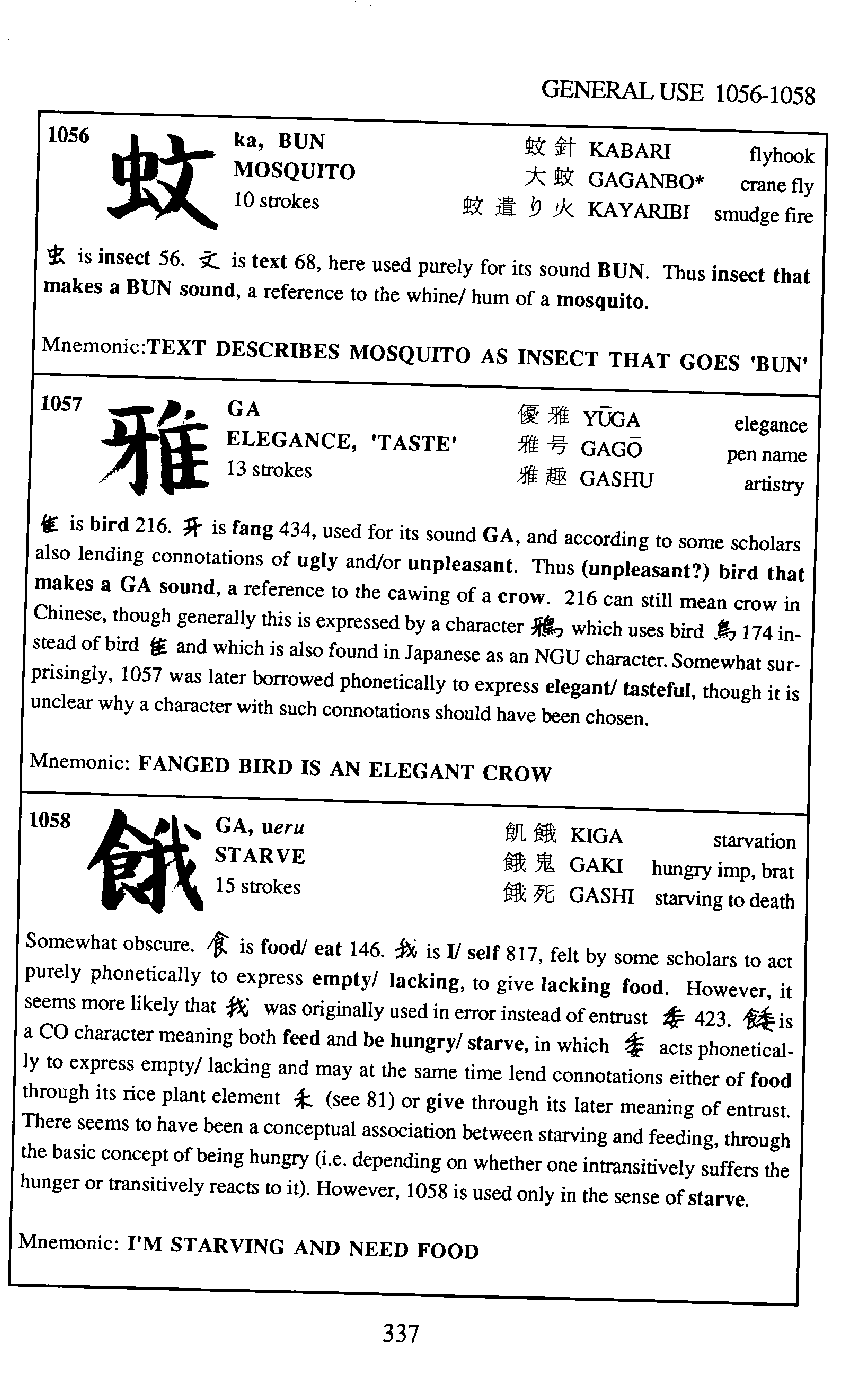 GENERAL USE 1056-1058
1056
蚊
ka, BUN
MOSQUITO
10 strokes
蚊針 KABARI flyhook
大蚊 GAGANBO* crane fly
蚊遣り火 KAYARIBI smudge fire
虫 is insect 56. 文 is text 68, here used purely for its sound BUN. Thus insect that
makes a BUN sound, a reference to the whine/ hum of a mosquito.
Mnemonic:TEXT DESCRIBES MOSQUITO AS INSECT THAT GOES 'BUN'
1057
雅
GA
ELEGANCE, 'TASTE'
13 strokes
優雅 YŪGA elegance
雅号 GAGŌ pen name
雅趣 GASHU artistry
隹 is bird 216. 牙 is fang 434, used for its sound GA, and according to some scholars
also lending connotations of ugly and/or unpleasant. Thus (unpleasant?) bird that
makes a GA sound, a reference to the cawing of a crow. 216 can still mean crow in
Chinese, though generally this is expressed by a character 鴉, which uses bird 鳥 174 in-
stead of bird 隹 and which is also found in Japanese as an NGU character. Somewhat sur-
prisingly, 1057 was later borrowed phonetically to express elegant/ tasteful, though it is
unclear why a character with such connotations should have been chosen.
Mnemonic: FANGED BIRD IS AN ELEGANT CROW
1058
餓
GA, ueru
STARVE
15 strokes
飢餓 KIGA starvation
餓鬼 GAKI hungry imp, brat
餓死 GASHI starving to death
Somewhat obscure. 食 is food/ eat 146. 我 is I/ self 817, felt by some scholars to act
purely phonetically to express empty/ lacking, to give lacking food. However, it
seems more likely that 我 was originally used in error instead of entrust 委 423. 餧 is
a CO character meaning both feed and be hungry/ starve, in which 委 acts phonetical-
ly to express empty/ lacking and may at the same time lend connotations either of food
through its rice plant element 禾 (see 81) or give through its later meaning of entrust.
There seems to have been a conceptual association between starving and feeding, through
the basic concept of being hungry (i.e. depending on whether one intransitively suffers the
hunger or transitively reacts to it). However, 1058 is used only in the sense of starve.
Mnemonic: I'M STARVING AND NEED FOOD
337